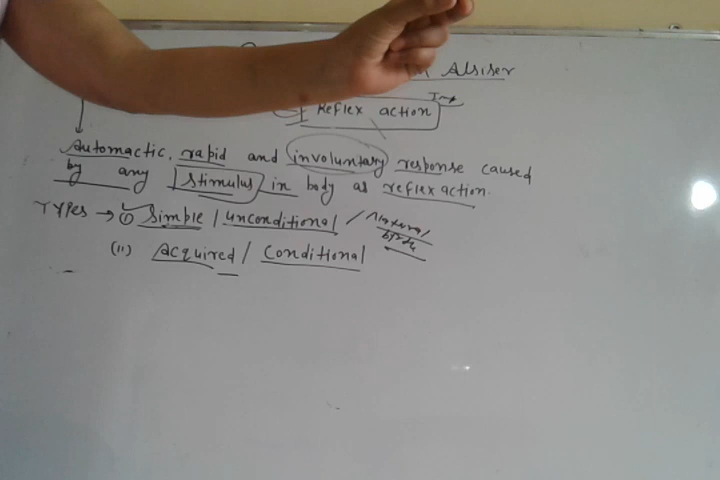 Alsiser
Reflex action
Automactic, rapid and involuntary response caused
by any stimulus in body as reflex action.
TYPes → (i) Simple / unconditional /
(ii) Acquired / Conditional